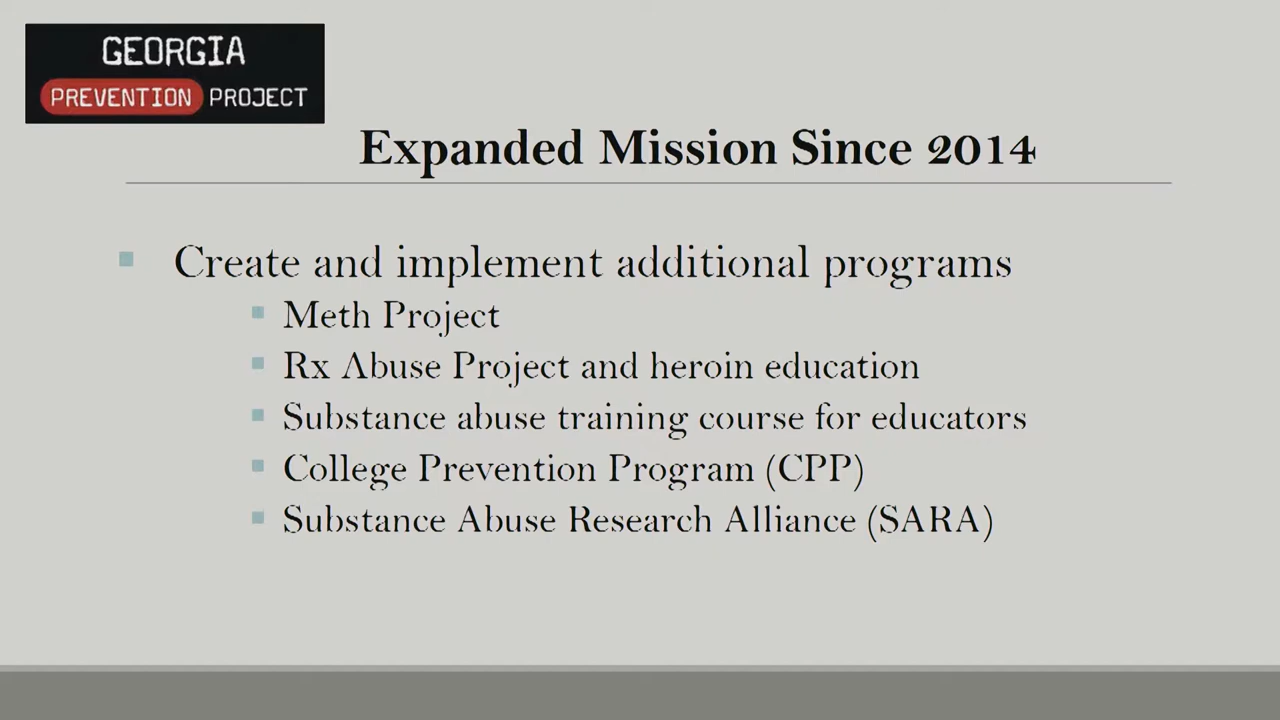 GEORGIA
PREVENTION PROJECT
Expanded Mission Since 2014
Create and implement additional programs
Meth Project
Rx Abuse Project and heroin education
Substance abuse training course for educators
College Prevention Program (CPP)
Substance Abuse Research Alliance (SARA)